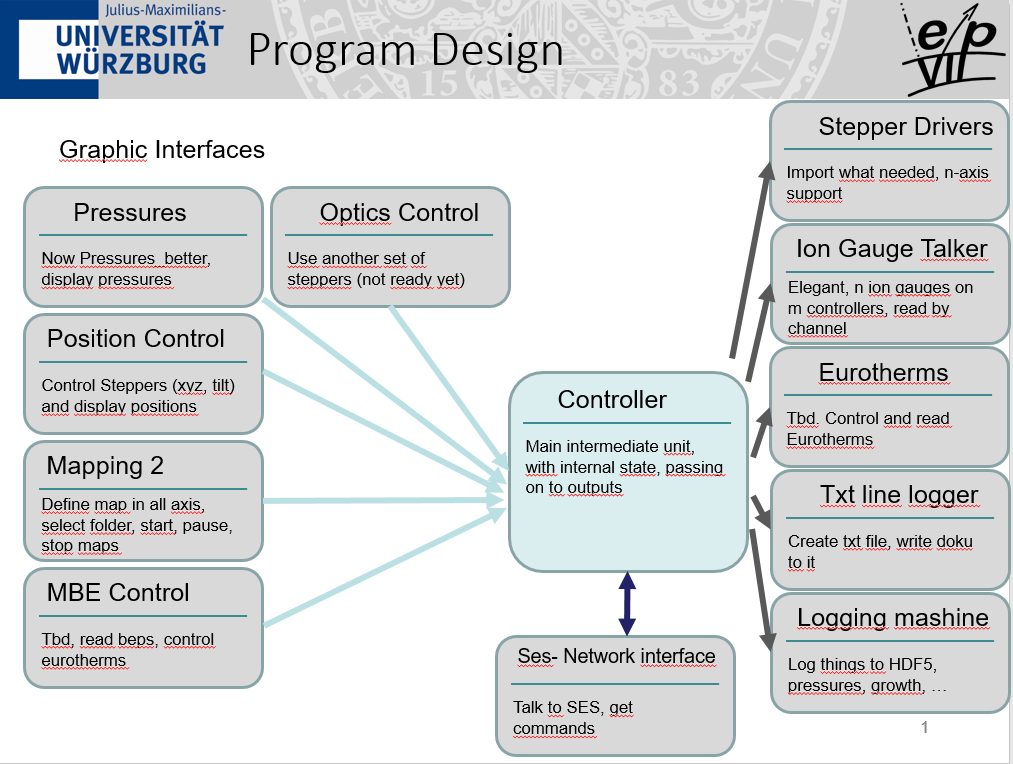 Julius-Maximilians-
UNIVERSITÄT
WÜRZBURG
Program Design
e/p
VII
15
83
Graphic Interfaces
Pressures
Now Pressures_better,
display pressures
Optics Control
Use another set of
steppers (not ready yet)
Position Control
Control Steppers (xyz, tilt)
and display positions
Mapping 2
Define map in all axis,
select folder, start, pause,
stop maps
MBE Control
Tbd, read beps, control
eurotherms
Controller
Main intermediate unit,
with internal state, passing
on to outputs
Ses- Network interface
Talk to SES, get
commands
Stepper Drivers
Import what needed, n-axis
support
Ion Gauge Talker
Elegant, n ion gauges on
m controllers, read by
channel
Eurotherms
Tbd. Control and read
Eurotherms
Txt line logger
Create txt file, write doku
to it
Logging mashine
Log things to HDF5,
pressures, growth, …
1